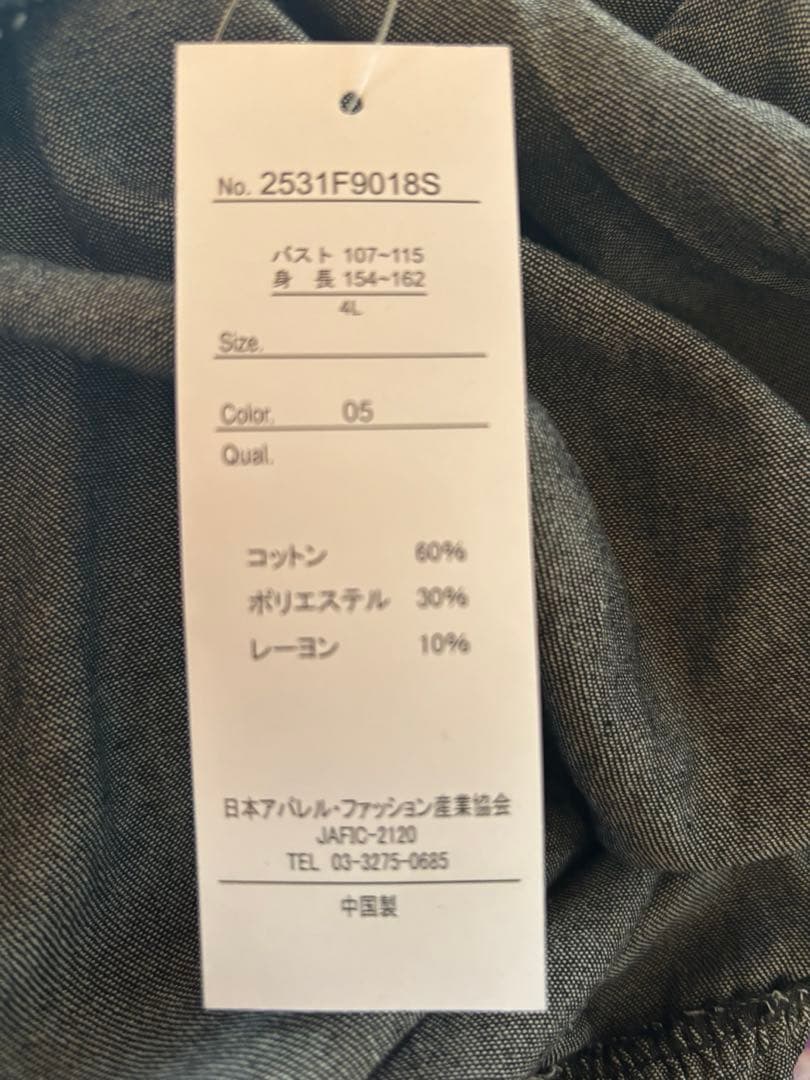 No. 2531F9018S
バスト 107~115
身 長 154~162
4L
Size.
Color. 05
Qual.
コットン 60%
ポリエステル 30%
レーヨン 10%
日本アパレル・ファッション産業協会
JAFIC-2120
TEL 03-3275-0685
中国製